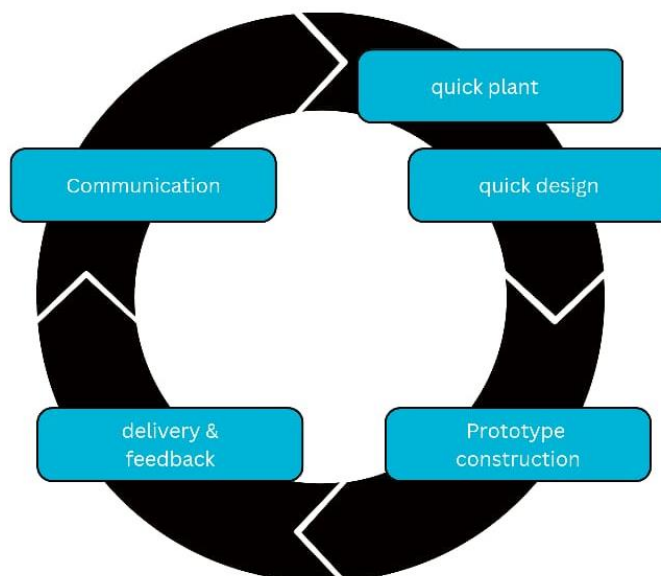 quick plant
Communication
quick design
delivery &
feedback
Prototype
construction